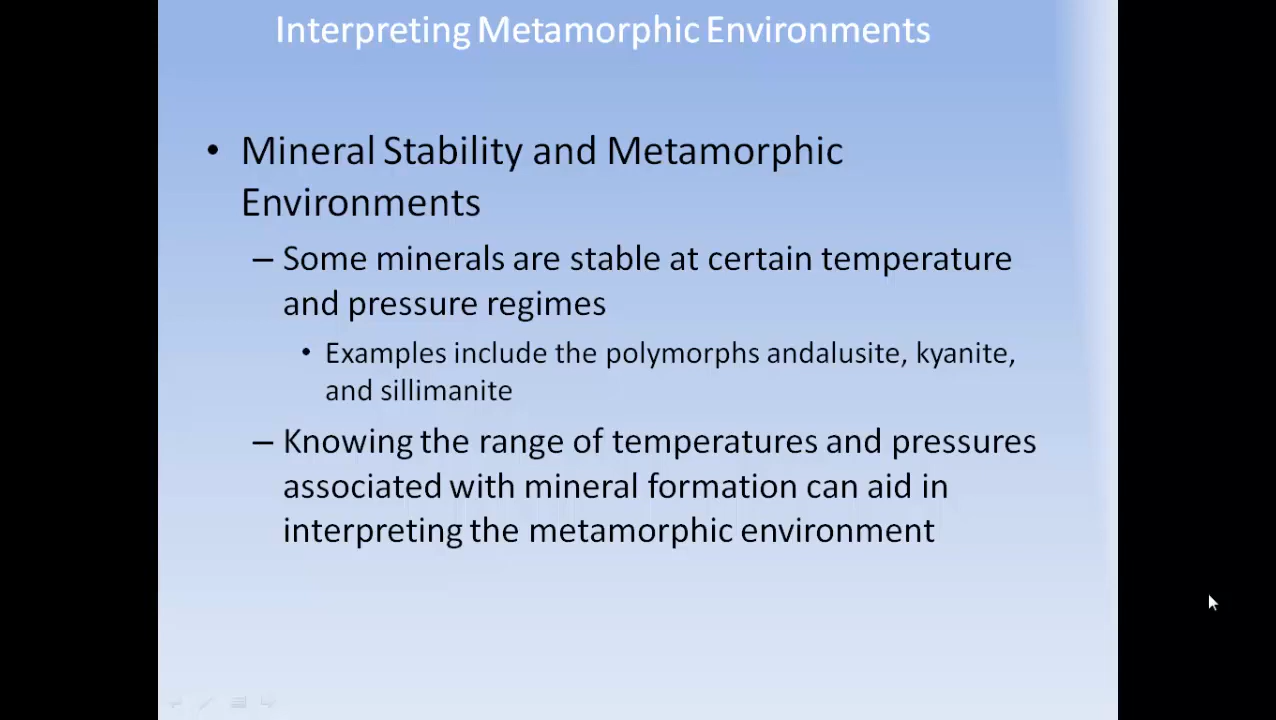 Interpreting Metamorphic Environments
• Mineral Stability and Metamorphic
Environments
– Some minerals are stable at certain temperature
and pressure regimes
• Examples include the polymorphs andalusite, kyanite,
and sillimanite
– Knowing the range of temperatures and pressures
associated with mineral formation can aid in
interpreting the metamorphic environment